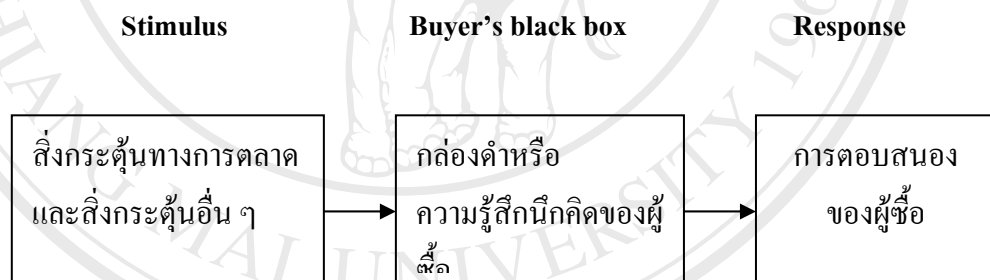 Stimulus Buyer’s black box Response
สิ่งกระตุ้นทางการตลาด
และสิ่งกระตุ้นอื่น ๆ
กล่องดำหรือ
ความรู้สึกนึกคิดของผู้
ซื้อ
การตอบสนอง
ของผู้ซื้อ